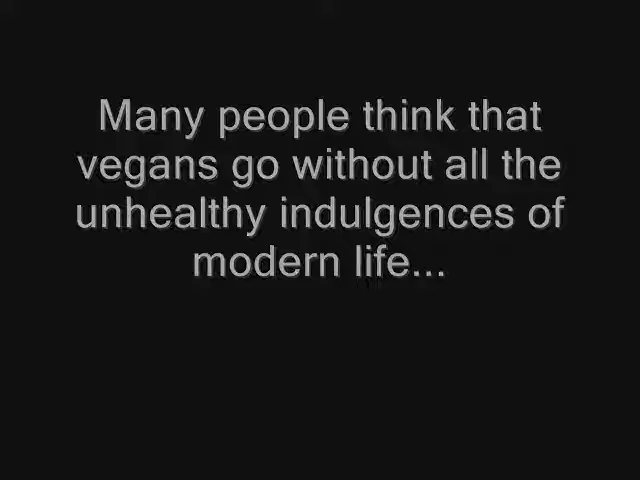 Many people think that
vegans go without all the
unhealthy indulgences of
modern life...